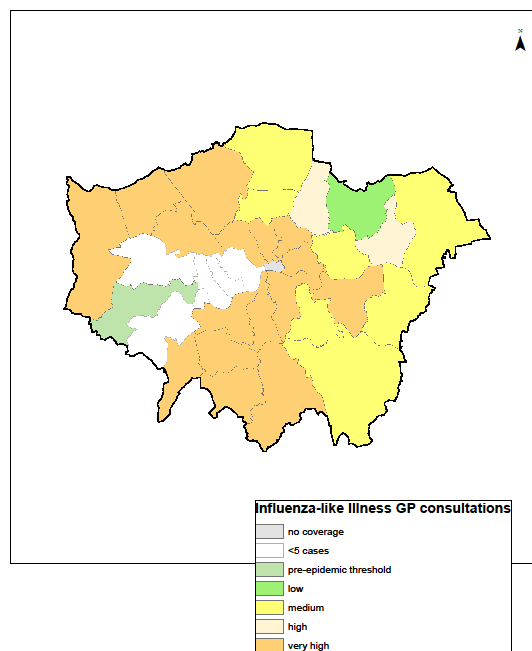 N
Influenza-like Illness GP consultations
no coverage
<5 cases
pre-epidemic threshold
low
medium
high
very high